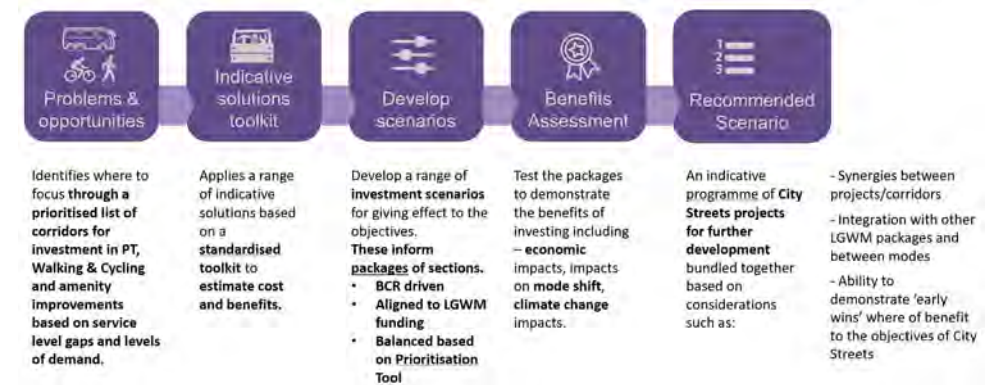 Problems &
opportunities
Indicative
solutions
toolkit
Develop
scenarios
Benefits
Assessment
1
2
3
Recommended
Scenario
Identifies where to
focus through a
prioritised list of
corridors for
investment in PT,
Walking & Cycling
and amenity
improvements
based on service
level gaps and levels
of demand.
Applies a range
of indicative
solutions based
on a
standardised
toolkit to
estimate cost
and benefits.
Develop a range of
investment scenarios
for giving effect to the
objectives.
These inform
packages of sections.
• BCR driven
• Aligned to LGWM
funding
• Balanced based
on Prioritisation
Tool
Test the packages
to demonstrate
the benefits of
investing including
– economic
impacts, impacts
on mode shift,
climate change
impacts.
An indicative
programme of City
Streets projects
for further
development
bundled together
based on
considerations
such as:
- Synergies between
projects/corridors
- Integration with other
LGWM packages and
between modes
- Ability to
demonstrate 'early
wins' where of benefit
to the objectives of City
Streets